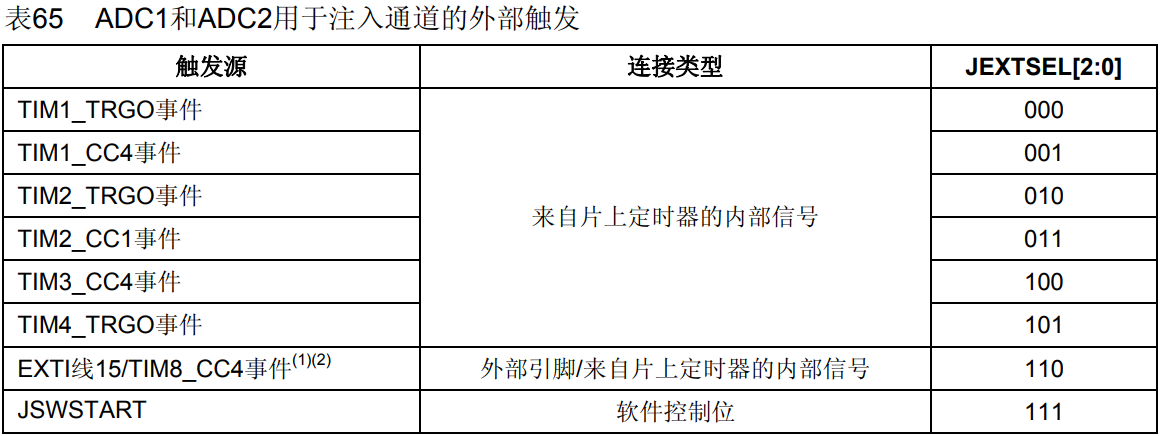 表65 ADC1和ADC2用于注入通道的外部触发
触发源 连接类型 JEXTSEL[2:0]
TIM1_TRGO事件 000
TIM1_CC4事件 001
TIM2_TRGO事件 010
来自片上定时器的内部信号
TIM2_CC1事件 011
TIM3_CC4事件 100
TIM4_TRGO事件 101
EXTI线15/TIM8_CC4事件(1)(2) 外部引脚/来自片上定时器的内部信号 110
JSWSTART 软件控制位 111